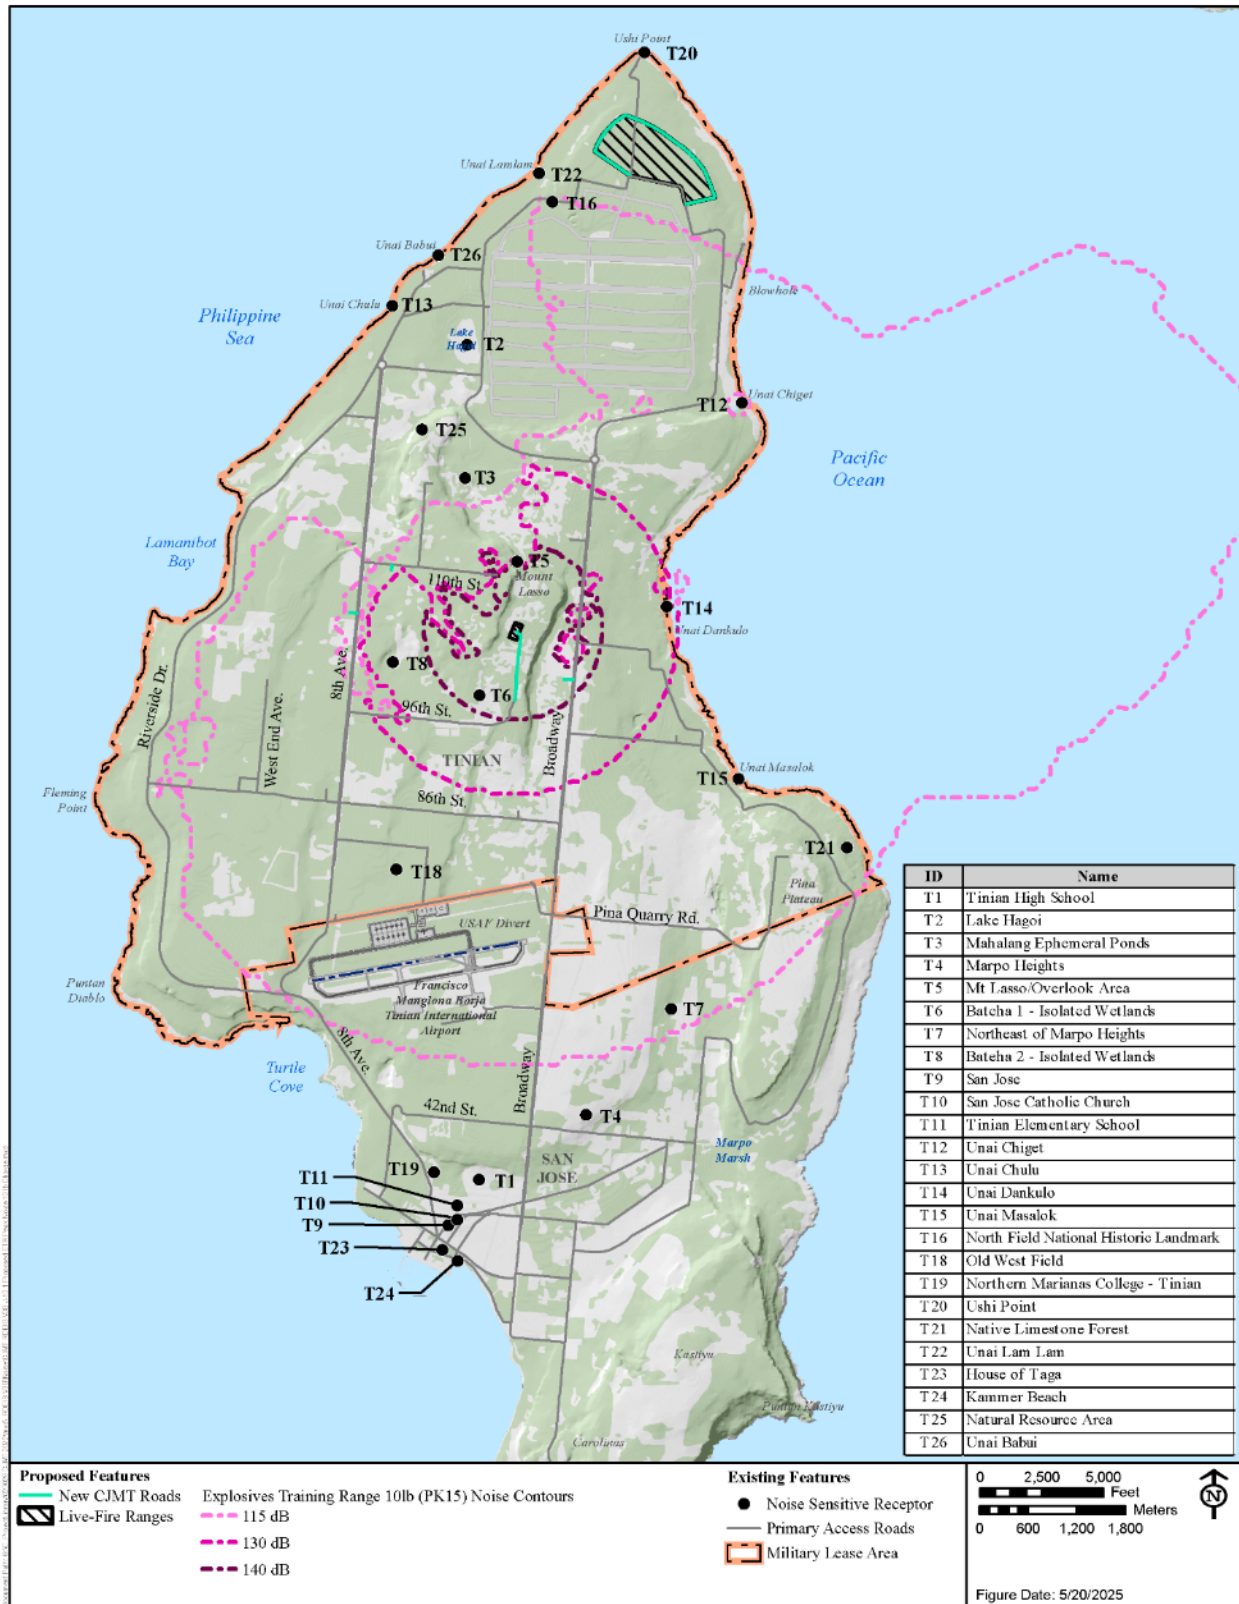 Ushi Point
T20
Unai Lamlam
T22
T16
Unai Babui
T26
Unai Chulu
T13
Blowhole
Philippine
Sea
Lake
Hagoi
T2
Unai Chiget
T12
T25
Pacific
Ocean
T3
Lamanibot
Bay
T5
Mount
Lasso
110th St.
T14
Unai Dankulo
T8
8th Ave.
Riverside Dr.
West End Ave.
T6
96th St.
Broadway
TINIAN
T15
Unai Masalok
Fleming
Point
86th St.
T21
T18
Pina
Plateau
Pina Quarry Rd.
USAF Divert
Puntan
Diablo
Francisco
Manglona Borja
Tinian International
Airport
T7
8th Ave.
Turtle
Cove
Broadway
42nd St.
T4
Marpo
Marsh
SAN
JOSE
T19
T11
T1
T10
T9
T23
T24
Kastiyu
Puntan Kastiyu
Carolinas
ID Name
T1 Tinian High School
T2 Lake Hagoi
T3 Mahalang Ephemeral Ponds
T4 Marpo Heights
T5 Mt Lasso/Overlook Area
T6 Batcha 1 - Isolated Wetlands
T7 Northeast of Marpo Heights
T8 Bateha 2 - Isolated Wetlands
T9 San Jose
T10 San Jose Catholic Church
T11 Tinian Elementary School
T12 Unai Chiget
T13 Unai Chulu
T14 Unai Dankulo
T15 Unai Masalok
T16 North Field National Historic Landmark
T18 Old West Field
T19 Northern Marianas College - Tinian
T20 Ushi Point
T21 Native Limestone Forest
T22 Unai Lam Lam
T23 House of Taga
T24 Kammer Beach
T25 Natural Resource Area
T26 Unai Babui
Proposed Features
New CJMT Roads
Live-Fire Ranges
Explosives Training Range 10lb (PK15) Noise Contours
115 dB
130 dB
140 dB
Existing Features
Noise Sensitive Receptor
Primary Access Roads
Military Lease Area
0 2,500 5,000
Feet
Meters
0 600 1,200 1,800
N
Figure Date: 5/20/2025